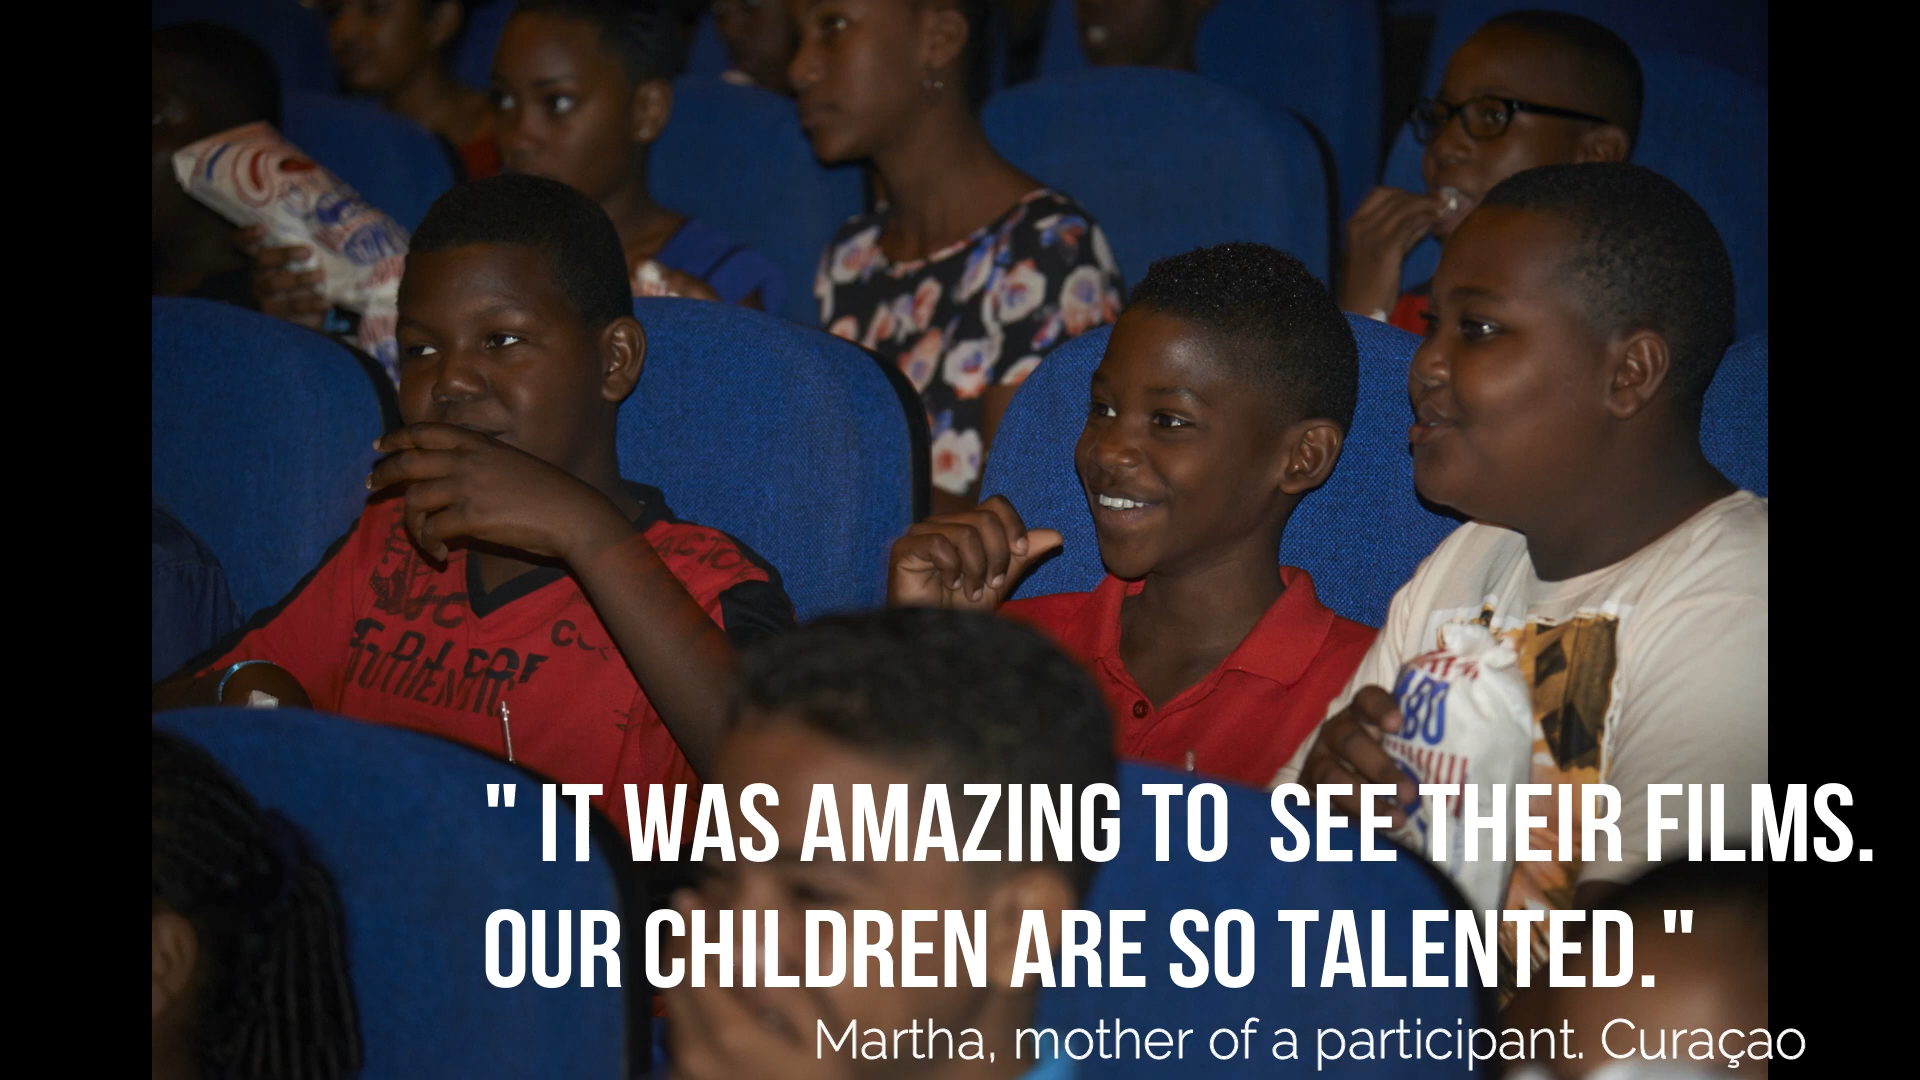 " IT WAS AMAZING TO SEE THEIR FILMS.
OUR CHILDREN ARE SO TALENTED."
Martha, mother of a participant. Curaçao